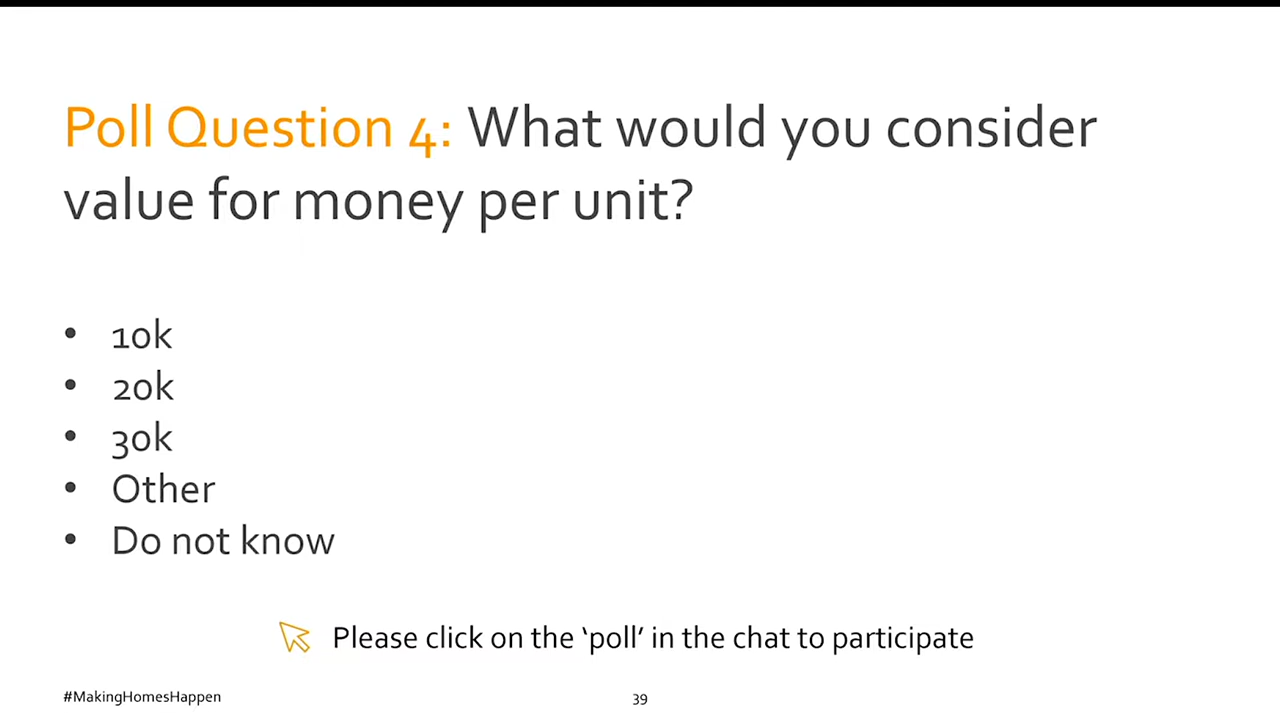 Poll Question 4: What would you consider
value for money per unit?
• 10k
• 20k
• 30k
• Other
• Do not know
Please click on the ‘poll’ in the chat to participate
#MakingHomesHappen
39